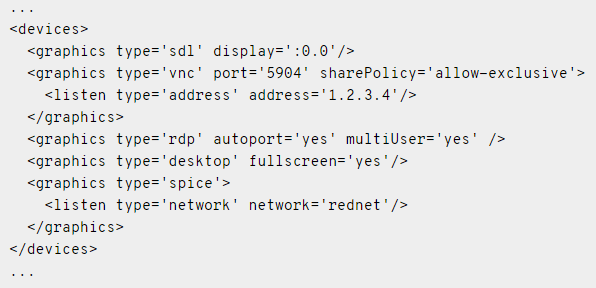 ...
<devices>
  <graphics type='sdl' display=':0.0'/>
  <graphics type='vnc' port='5904' sharePolicy='allow-exclusive'>
    <listen type='address' address='1.2.3.4'/>
  </graphics>
  <graphics type='rdp' autoport='yes' multiUser='yes' />
  <graphics type='desktop' fullscreen='yes'/>
  <graphics type='spice'>
    <listen type='network' network='rednet'/>
  </graphics>
</devices>
...